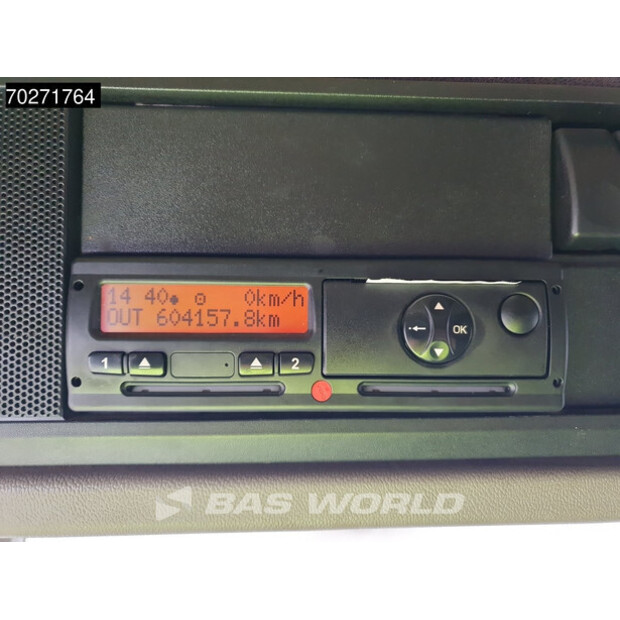 70271764
14 40● ⊙ 0km/h
OUT 604157.8km
1 2
OK
BAS WORLD